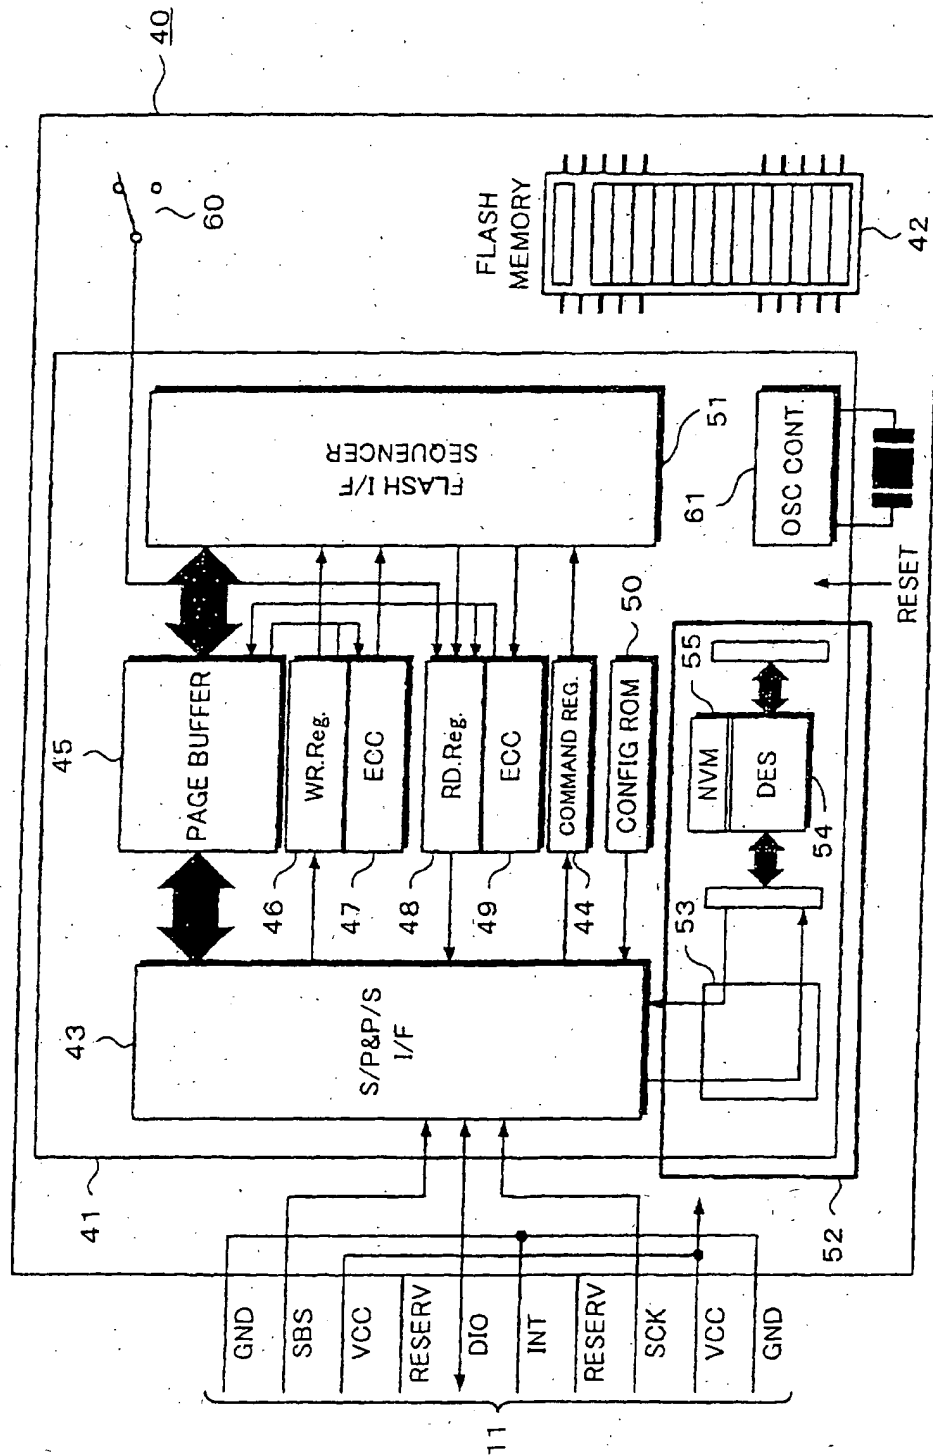 40
60
FLASH
MEMORY
42
FLASH I/F
SEQUENCER
51
61
OSC CONT.
RESET
45
PAGE BUFFER
46
WR.Reg.
47
ECC
48
RD.Reg.
49
ECC
44
COMMAND REG.
50
CONFIG ROM
43
S/P&P/S
I/F
41
52
53
54
55
NVM
DES
11
GND
SBS
VCC
RESERV
DIO
INT
RESERV
SCK
VCC
GND